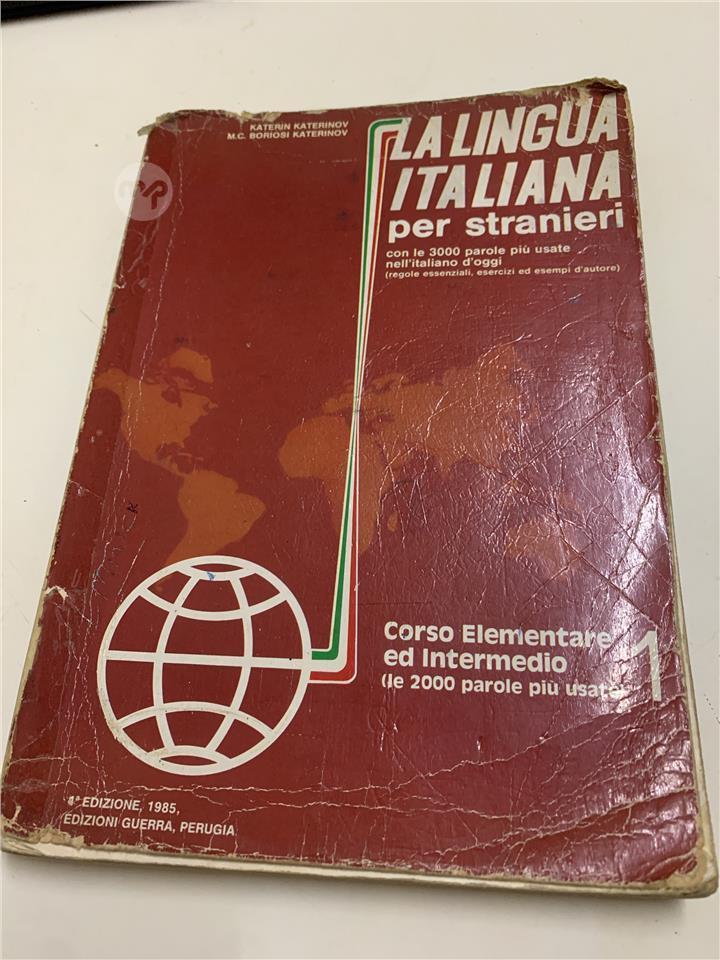 KATERIN KATERINOV
M.C. BORIOSI KATERINOV
LA LINGUA
ITALIANA
per stranieri
con le 3000 parole più usate
nell'italiano d'oggi
(regole essenziali, esercizi ed esempi d'autore)
Corso Elementare
ed Intermedio
1
(le 2000 parole più usate)
4ª EDIZIONE, 1985,
EDIZIONI GUERRA, PERUGIA